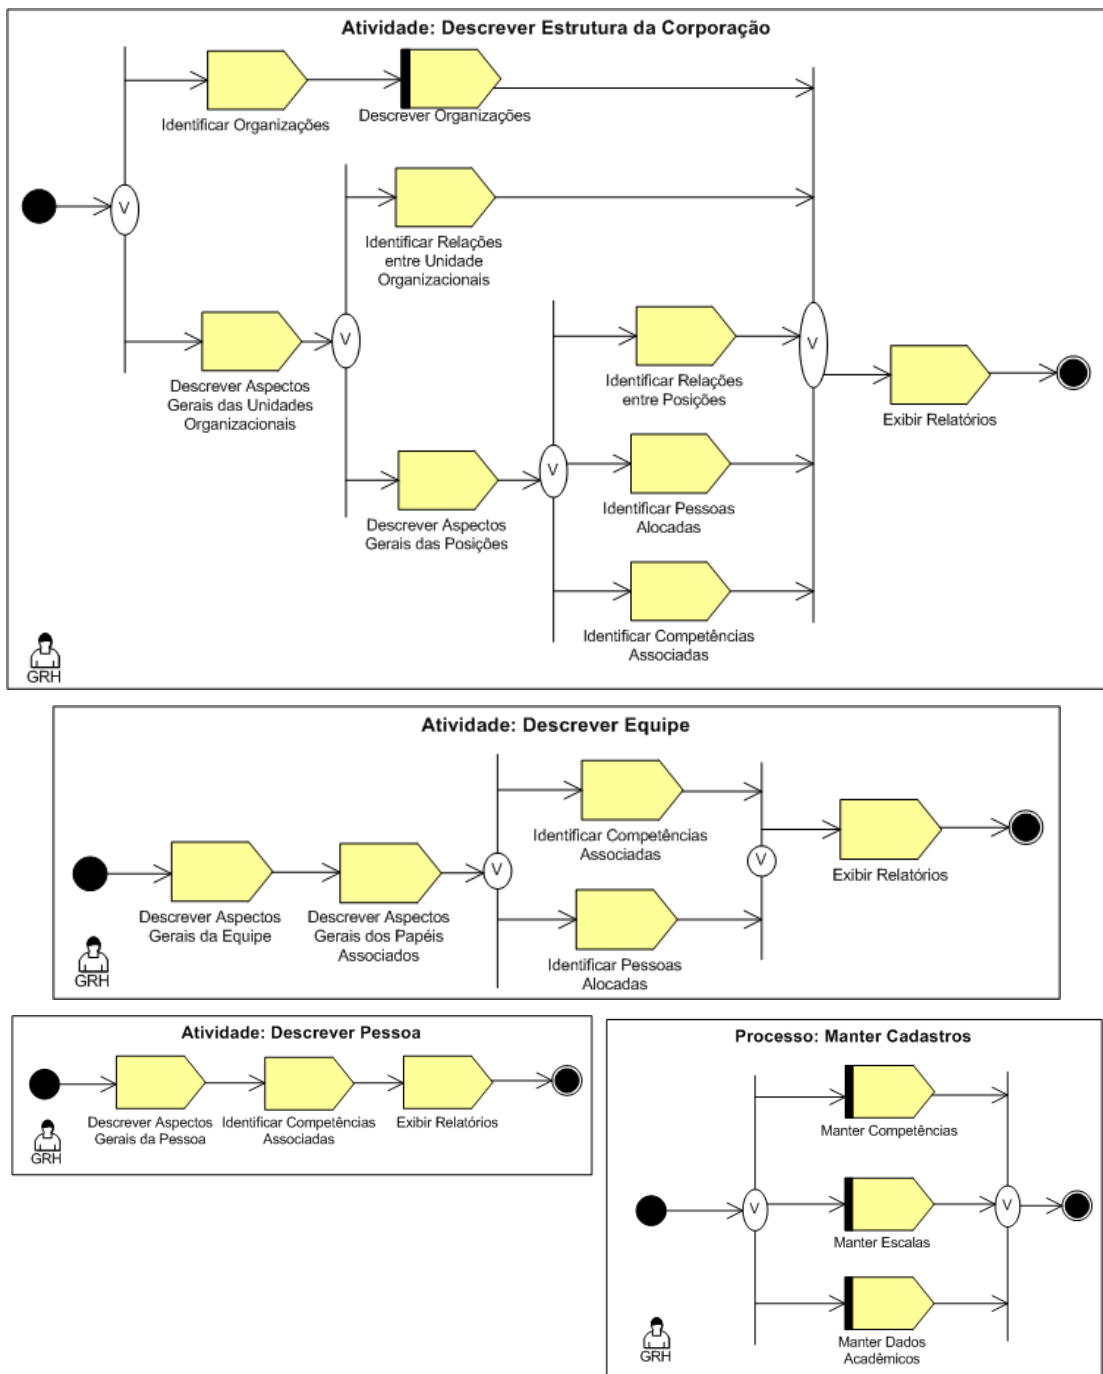 Atividade: Descrever Estrutura da Corporação
Identificar Organizações
Descrever Organizações
V
Identificar Relações
entre Unidade
Organizacionais
V
Descrever Aspectos
Gerais das Unidades
Organizacionais
V
Identificar Relações
entre Posições
Exibir Relatórios
V
Descrever Aspectos
Gerais das Posições
Identificar Pessoas
Alocadas
V
Identificar Competências
Associadas
GRH
Atividade: Descrever Equipe
Identificar Competências
Associadas
V
V
Exibir Relatórios
Descrever Aspectos
Gerais da Equipe
Descrever Aspectos
Gerais dos Papéis
Associados
Identificar Pessoas
Alocadas
GRH
Atividade: Descrever Pessoa
Descrever Aspectos
Gerais da Pessoa
Identificar Competências
Associadas
Exibir Relatórios
GRH
Processo: Manter Cadastros
Manter Competências
V
V
Manter Escalas
Manter Dados
Acadêmicos
GRH